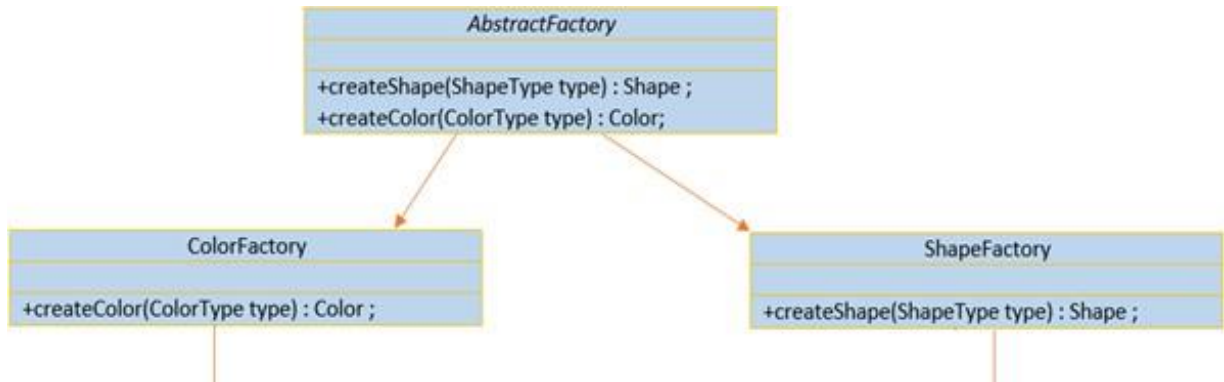 AbstractFactory
+createShape(ShapeType type) : Shape ;
+createColor(ColorType type) : Color;
ColorFactory
+createColor(ColorType type) : Color ;
ShapeFactory
+createShape(ShapeType type) : Shape ;